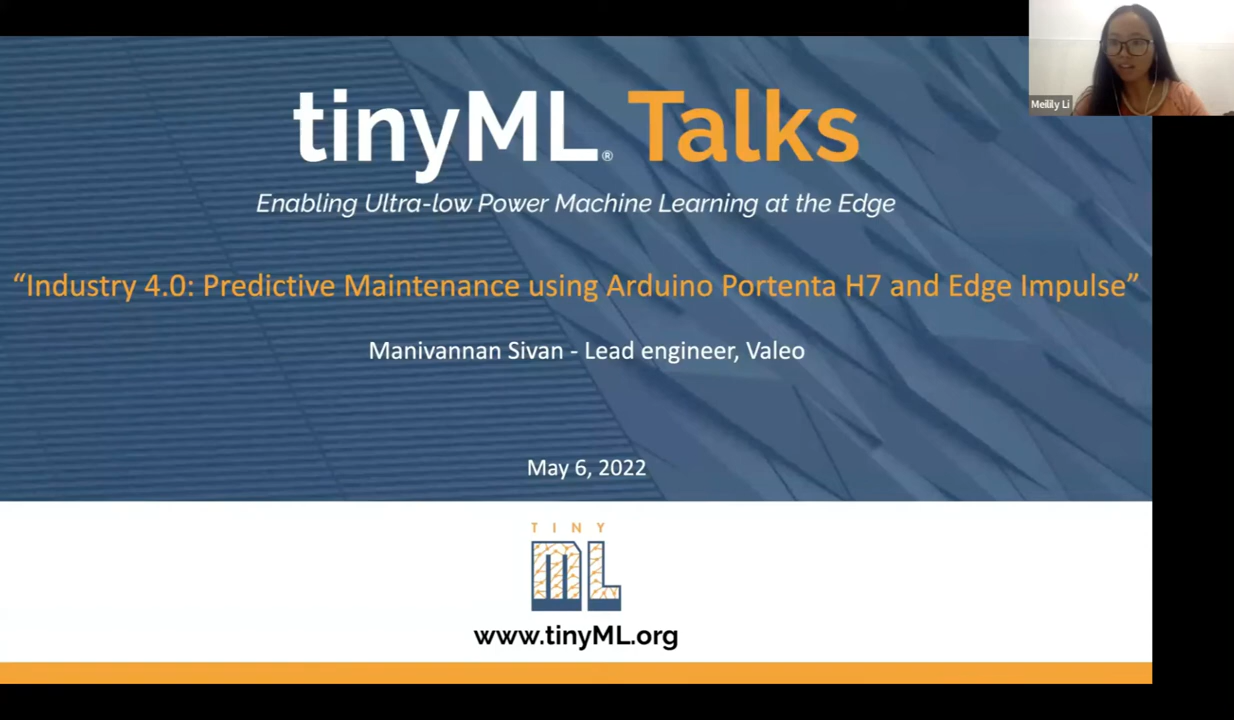 Meilily Li
tinyML® Talks
Enabling Ultra-low Power Machine Learning at the Edge
“Industry 4.0: Predictive Maintenance using Arduino Portenta H7 and Edge Impulse”
Manivannan Sivan - Lead engineer, Valeo
May 6, 2022
TINY
ML
www.tinyML.org